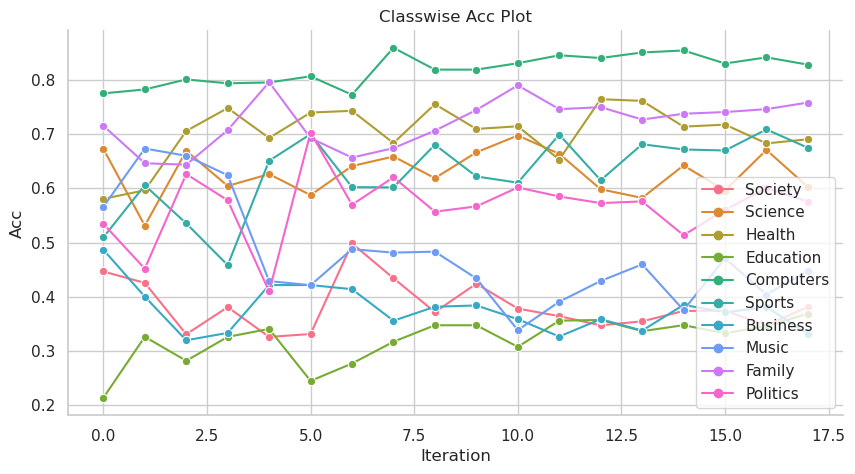 Classwise Acc Plot
Acc
0.8
0.7
0.6
0.5
0.4
0.3
0.2
Society
Science
Health
Education
Computers
Sports
Business
Music
Family
Politics
0.0 2.5 5.0 7.5 10.0 12.5 15.0 17.5
Iteration